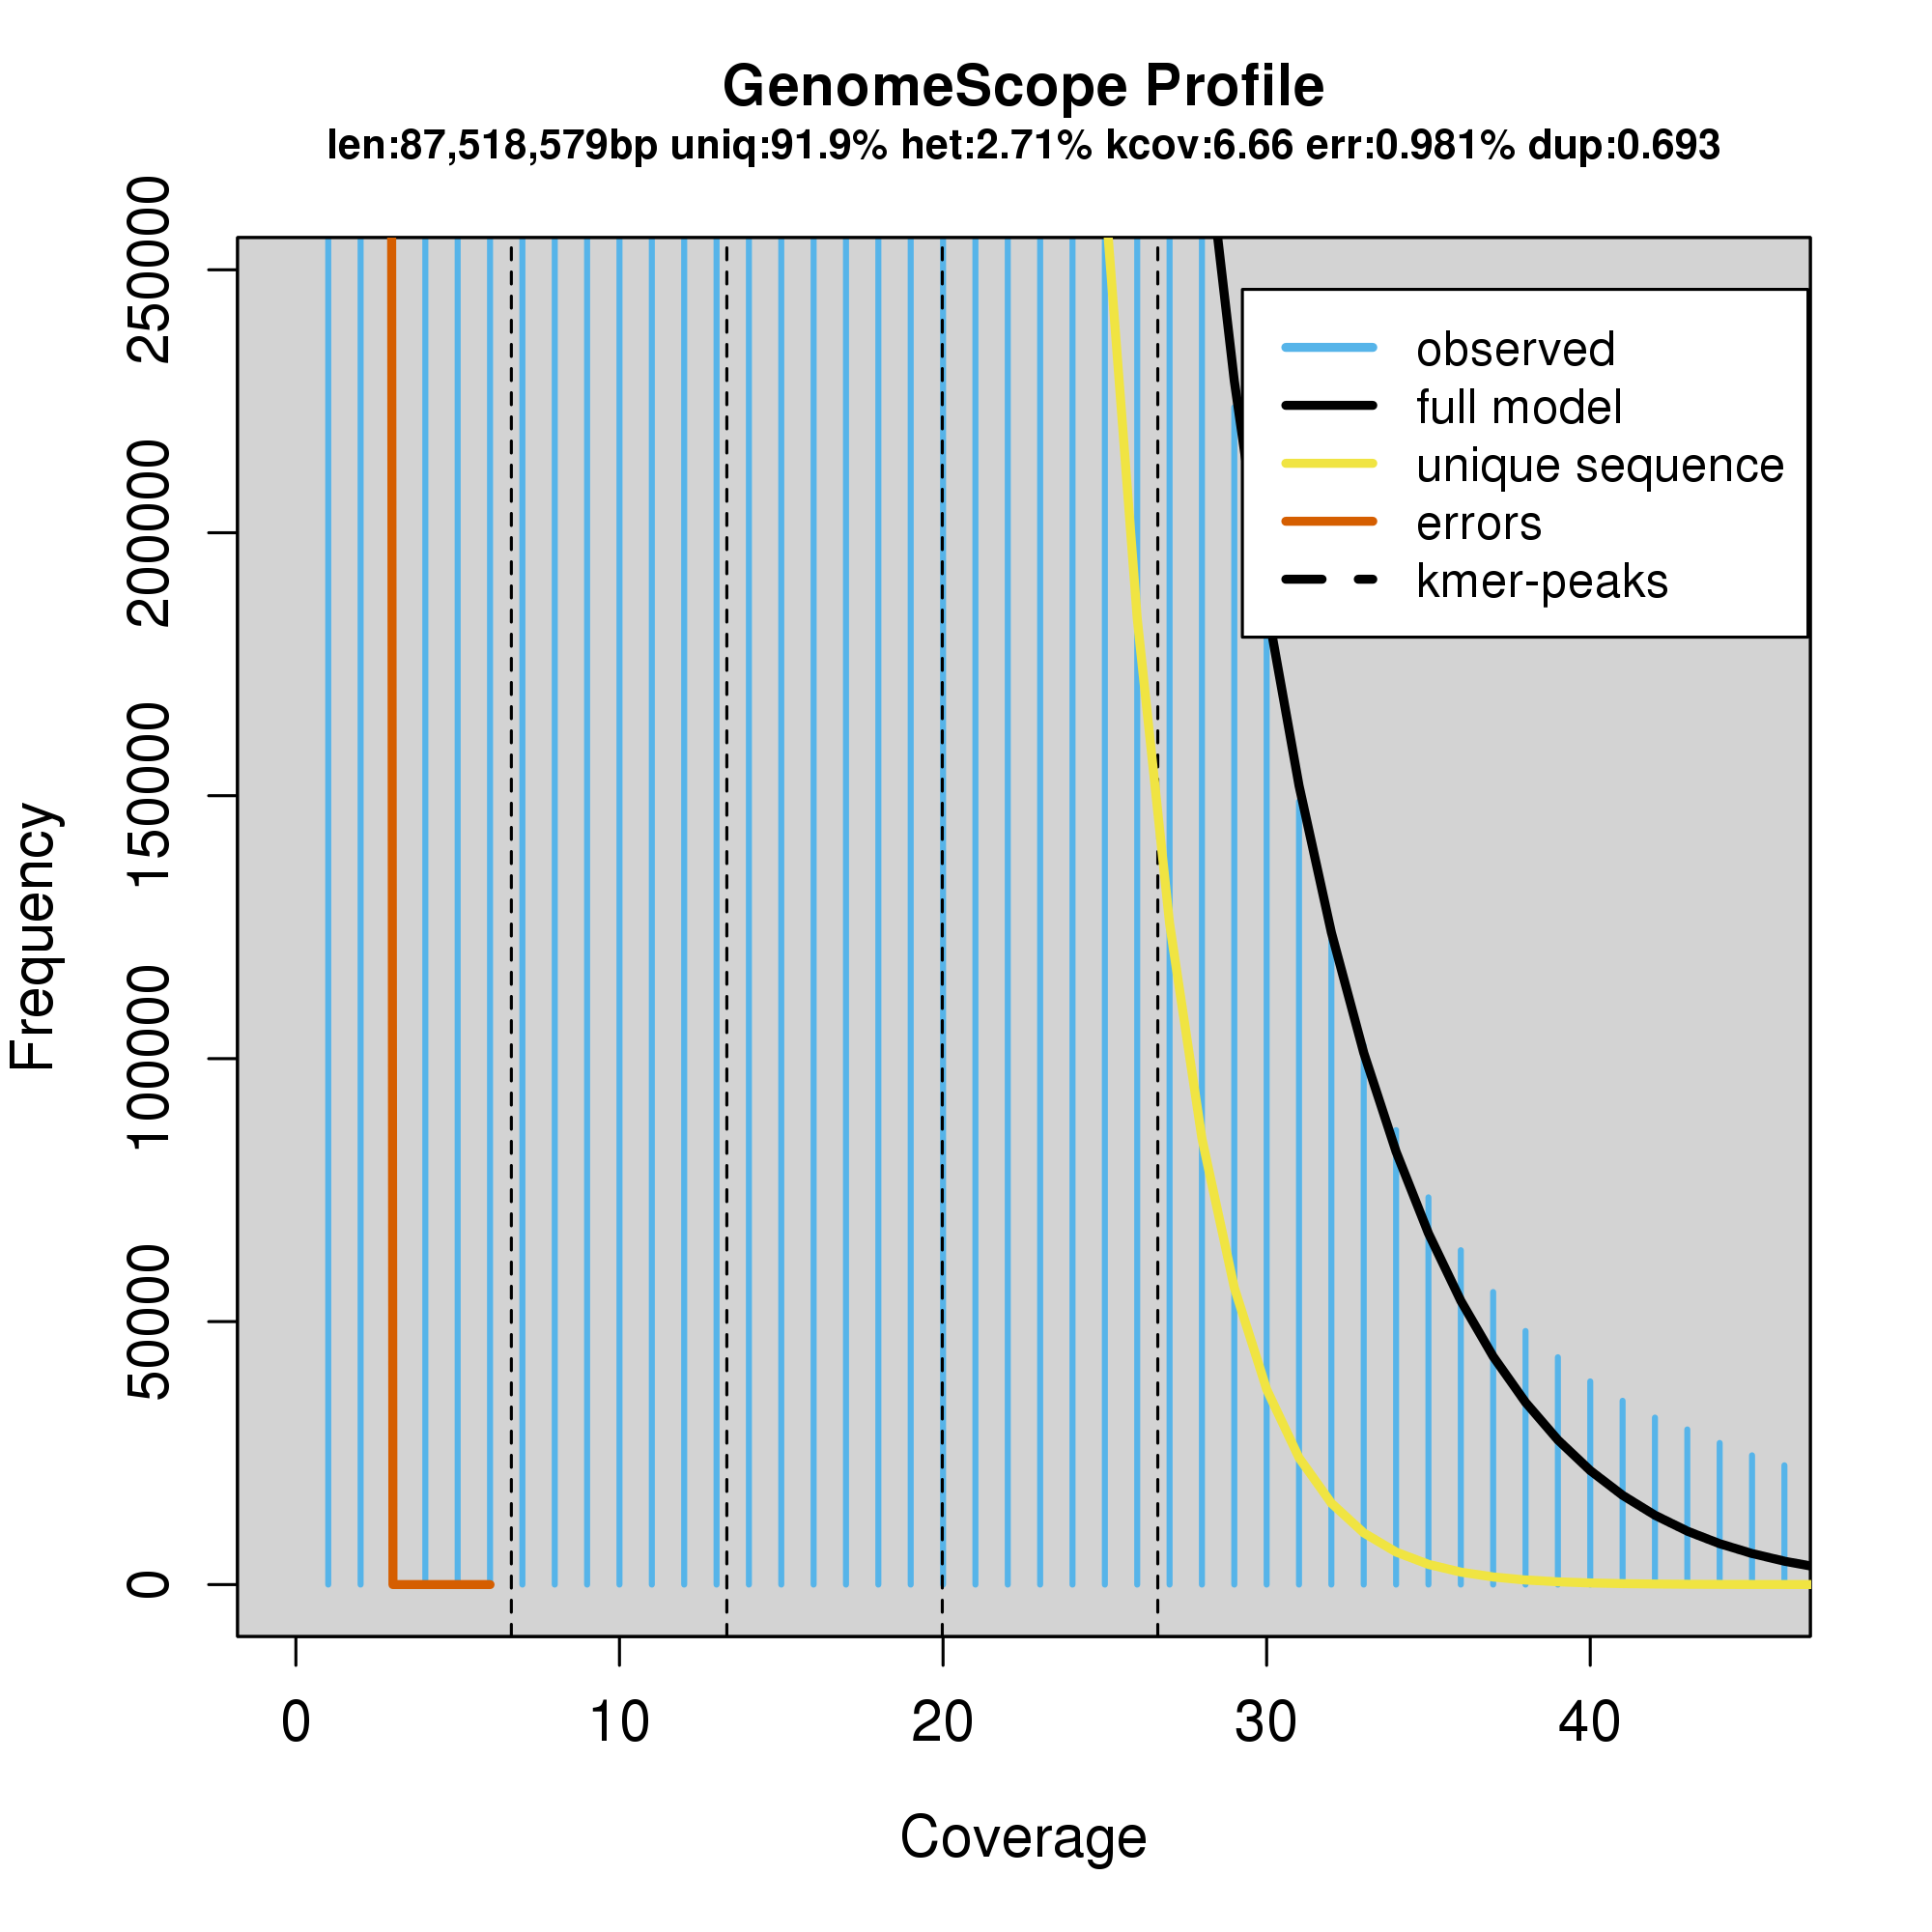 GenomeScope Profile
len:87,518,579bp uniq:91.9% het:2.71% kcov:6.66 err:0.981% dup:0.693
Frequency
250000
200000
150000
100000
50000
0
observed
full model
unique sequence
errors
kmer-peaks
0 10 20 30 40
Coverage